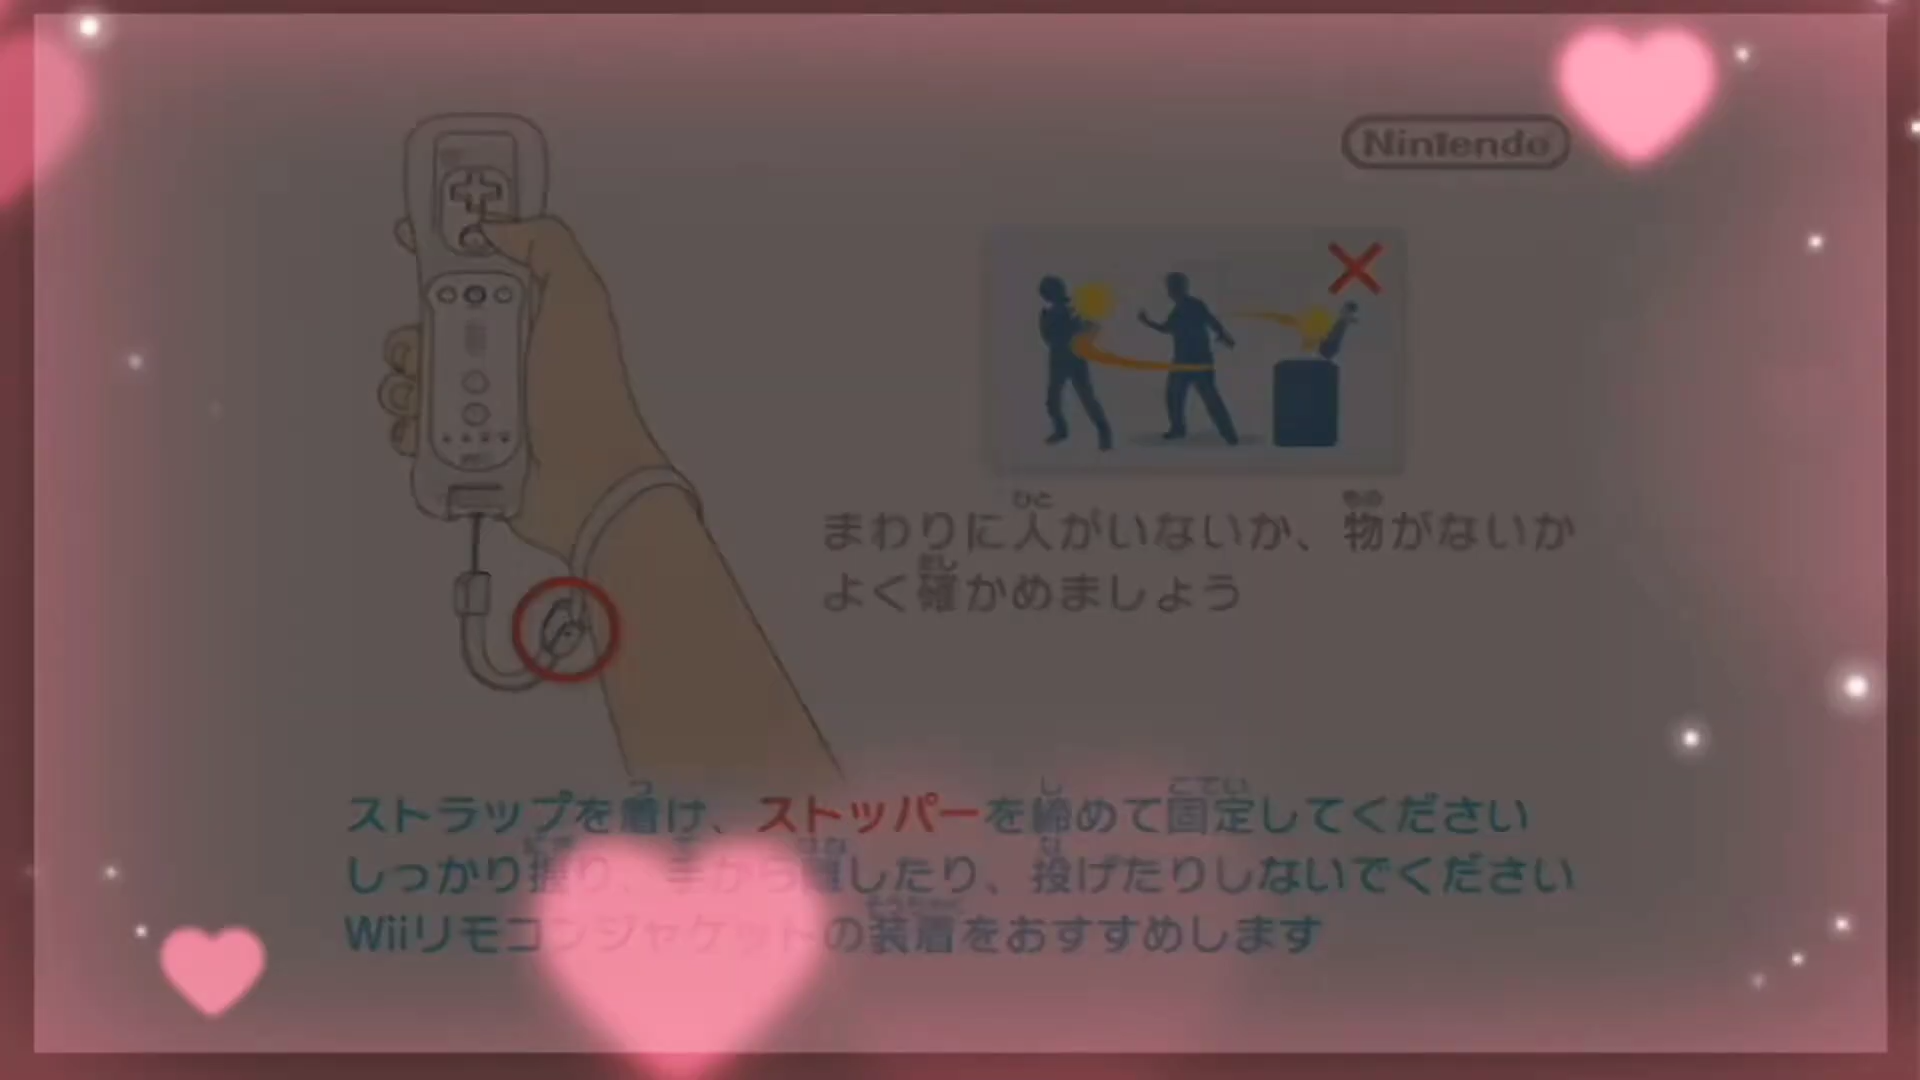 Nintendo
まわりに人がいないか、物がないか
よく確かめましょう
ストラップを着け、ストッパーを締めて固定してください
しっかり握り、手から離したり、投げたりしないでください
Wiiリモコンジャケットの装着をおすすめします